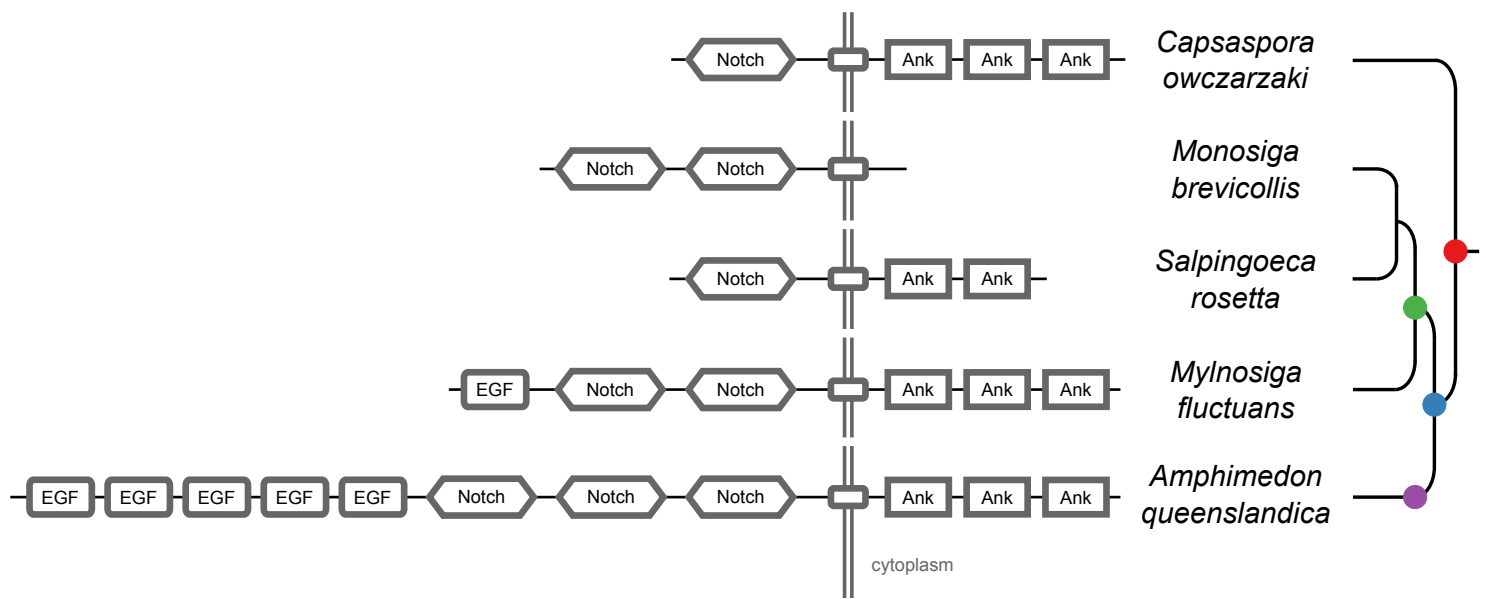 Notch Ank Ank Ank Capsaspora
owczarzaki
Notch Notch Monosiga
brevicollis
Notch Ank Ank Salpingoeca
rosetta
EGF Notch Notch Ank Ank Ank Mylnosiga
fluctuans
EGF EGF EGF EGF EGF Notch Notch Notch Ank Ank Ank Amphimedon
queenslandica
cytoplasm